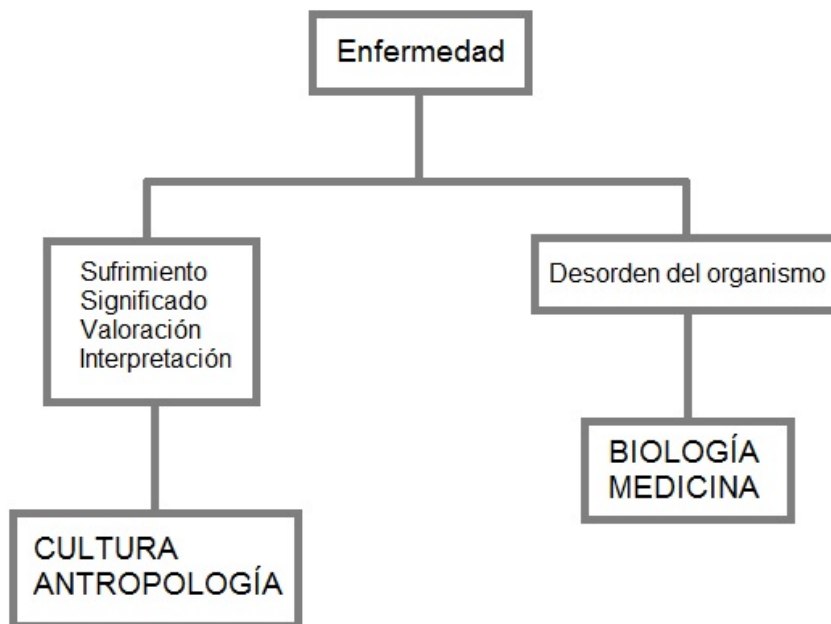 Enfermedad
Sufrimiento
Significado
Valoración
Interpretación
Desorden del organismo
BIOLOGÍA
MEDICINA
CULTURA
ANTROPOLOGÍA